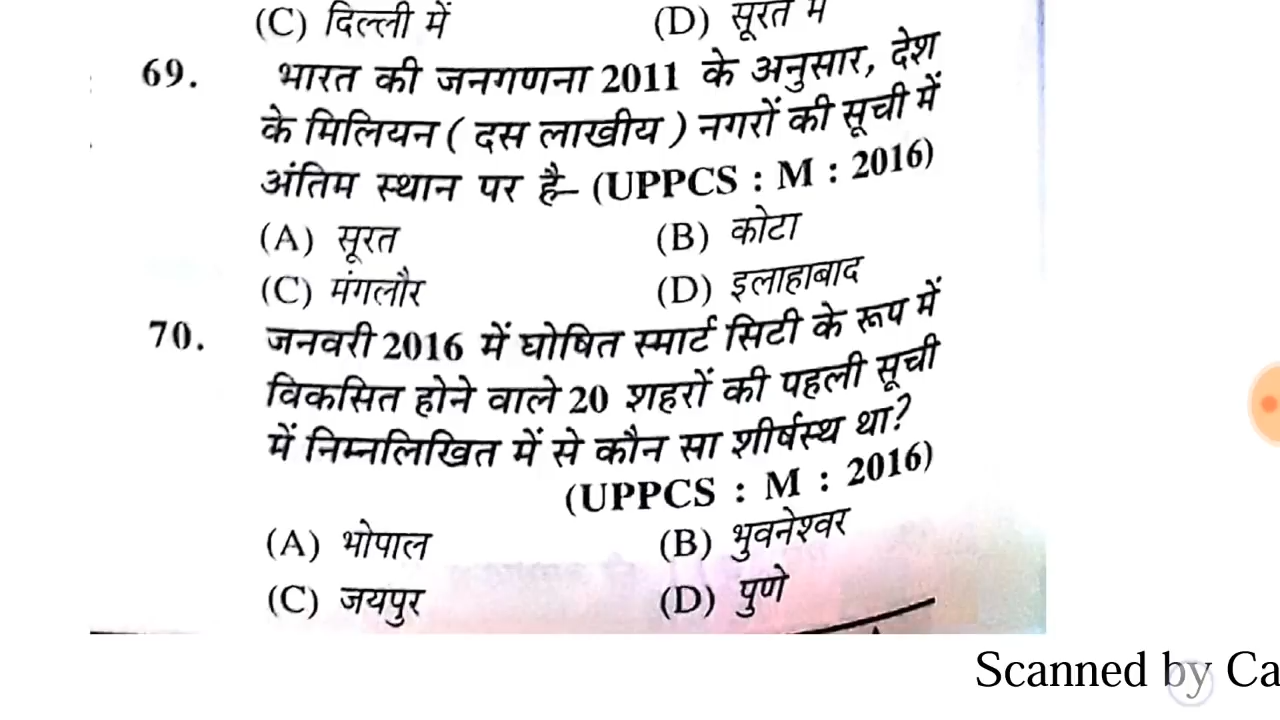 (C) दिल्ली में (D) सूरत में
69. भारत की जनगणना 2011 के अनुसार, देश
के मिलियन ( दस लाखीय ) नगरों की सूची में
अंतिम स्थान पर है– (UPPCS : M : 2016)
(A) सूरत (B) कोटा
(C) मंगलौर (D) इलाहाबाद
70. जनवरी 2016 में घोषित स्मार्ट सिटी के रूप में
विकसित होने वाले 20 शहरों की पहली सूची
में निम्नलिखित में से कौन सा शीर्षस्थ था?
(UPPCS : M : 2016)
(A) भोपाल (B) भुवनेश्वर
(C) जयपुर (D) पुणे
Scanned by Ca